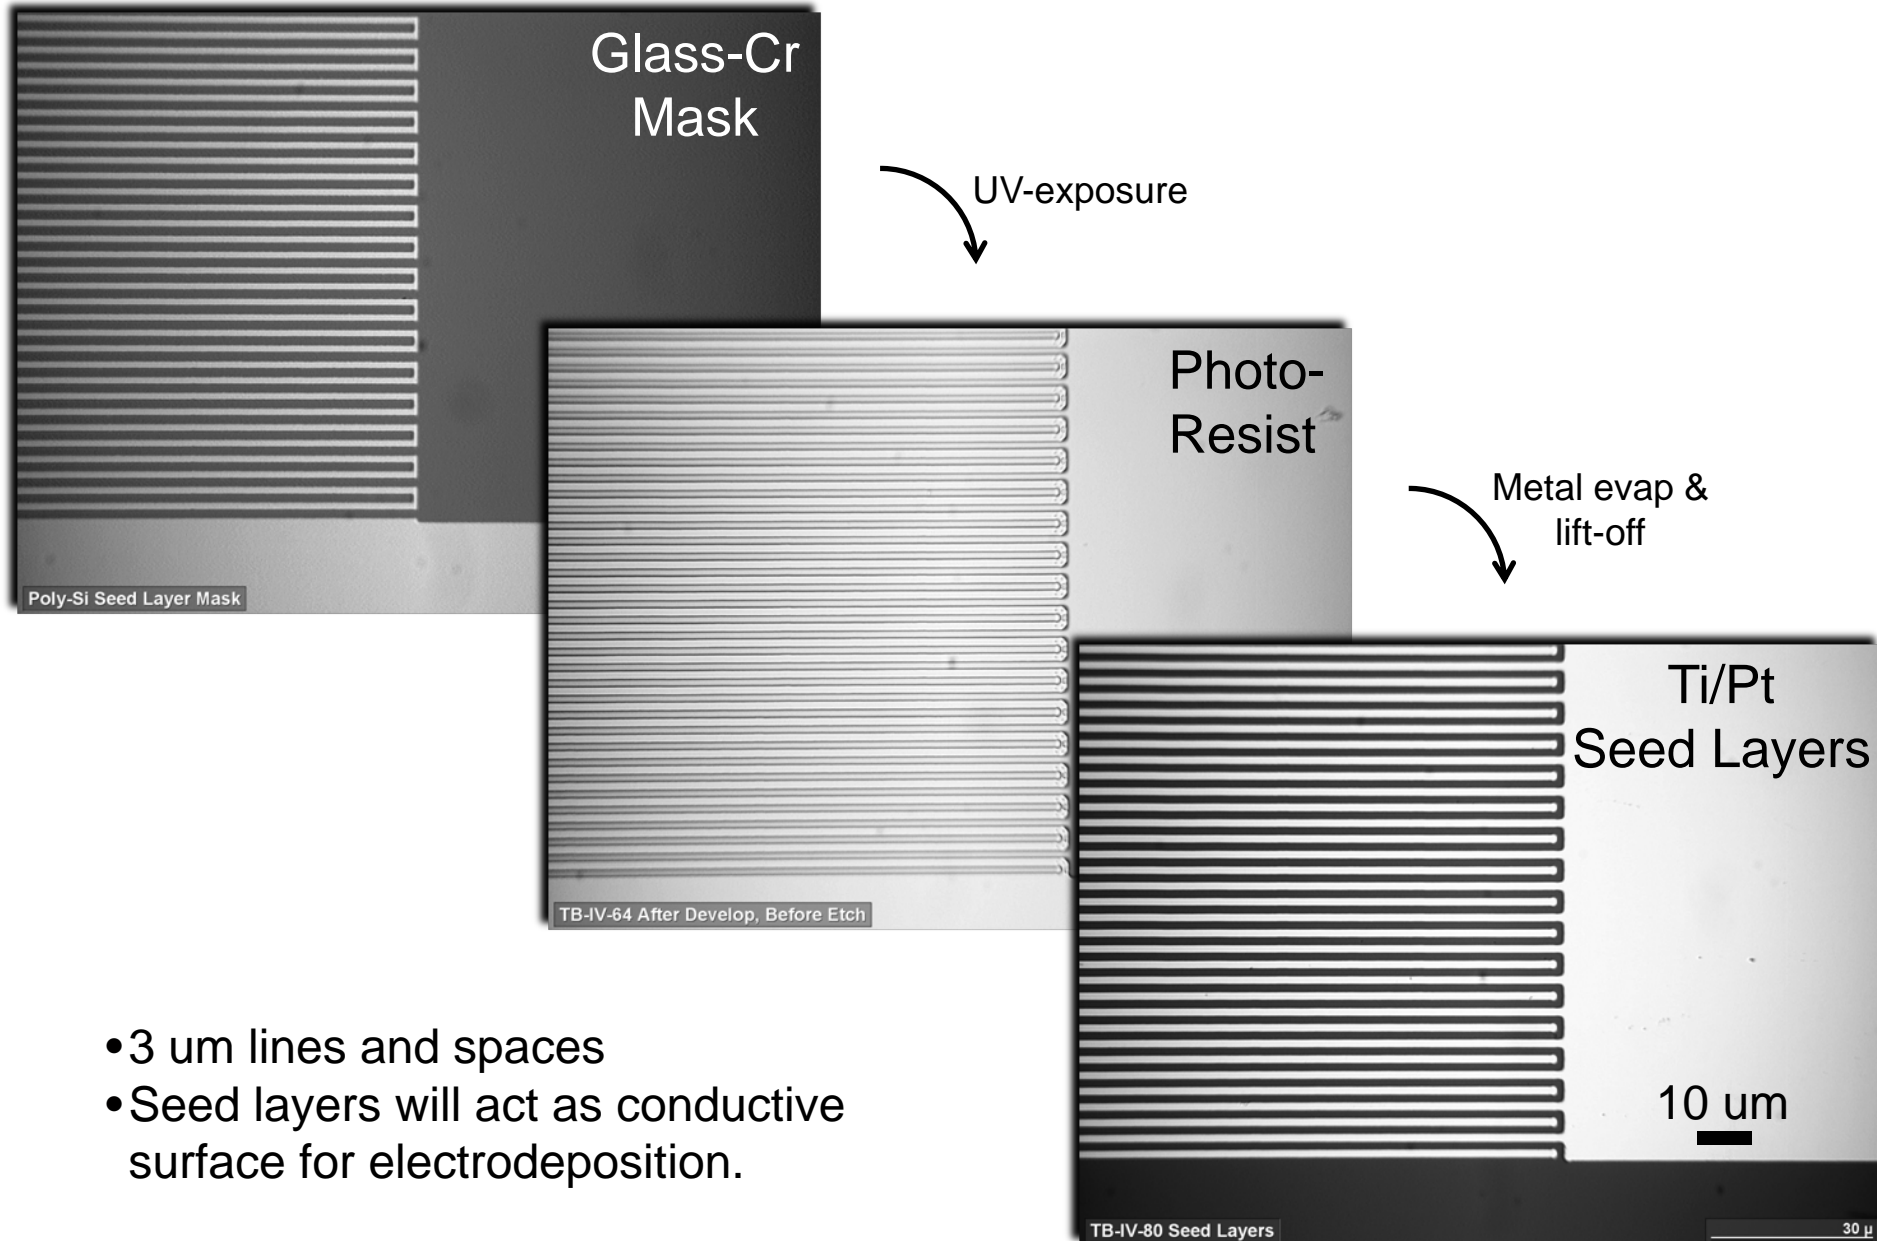 Glass-Cr
Mask
UV-exposure
Poly-Si Seed Layer Mask
Photo-
Resist
Metal evap &
lift-off
TB-IV-64 After Develop, Before Etch
Ti/Pt
Seed Layers
10 um
TB-IV-80 Seed Layers
30 µ
•3 um lines and spaces
•Seed layers will act as conductive
surface for electrodeposition.